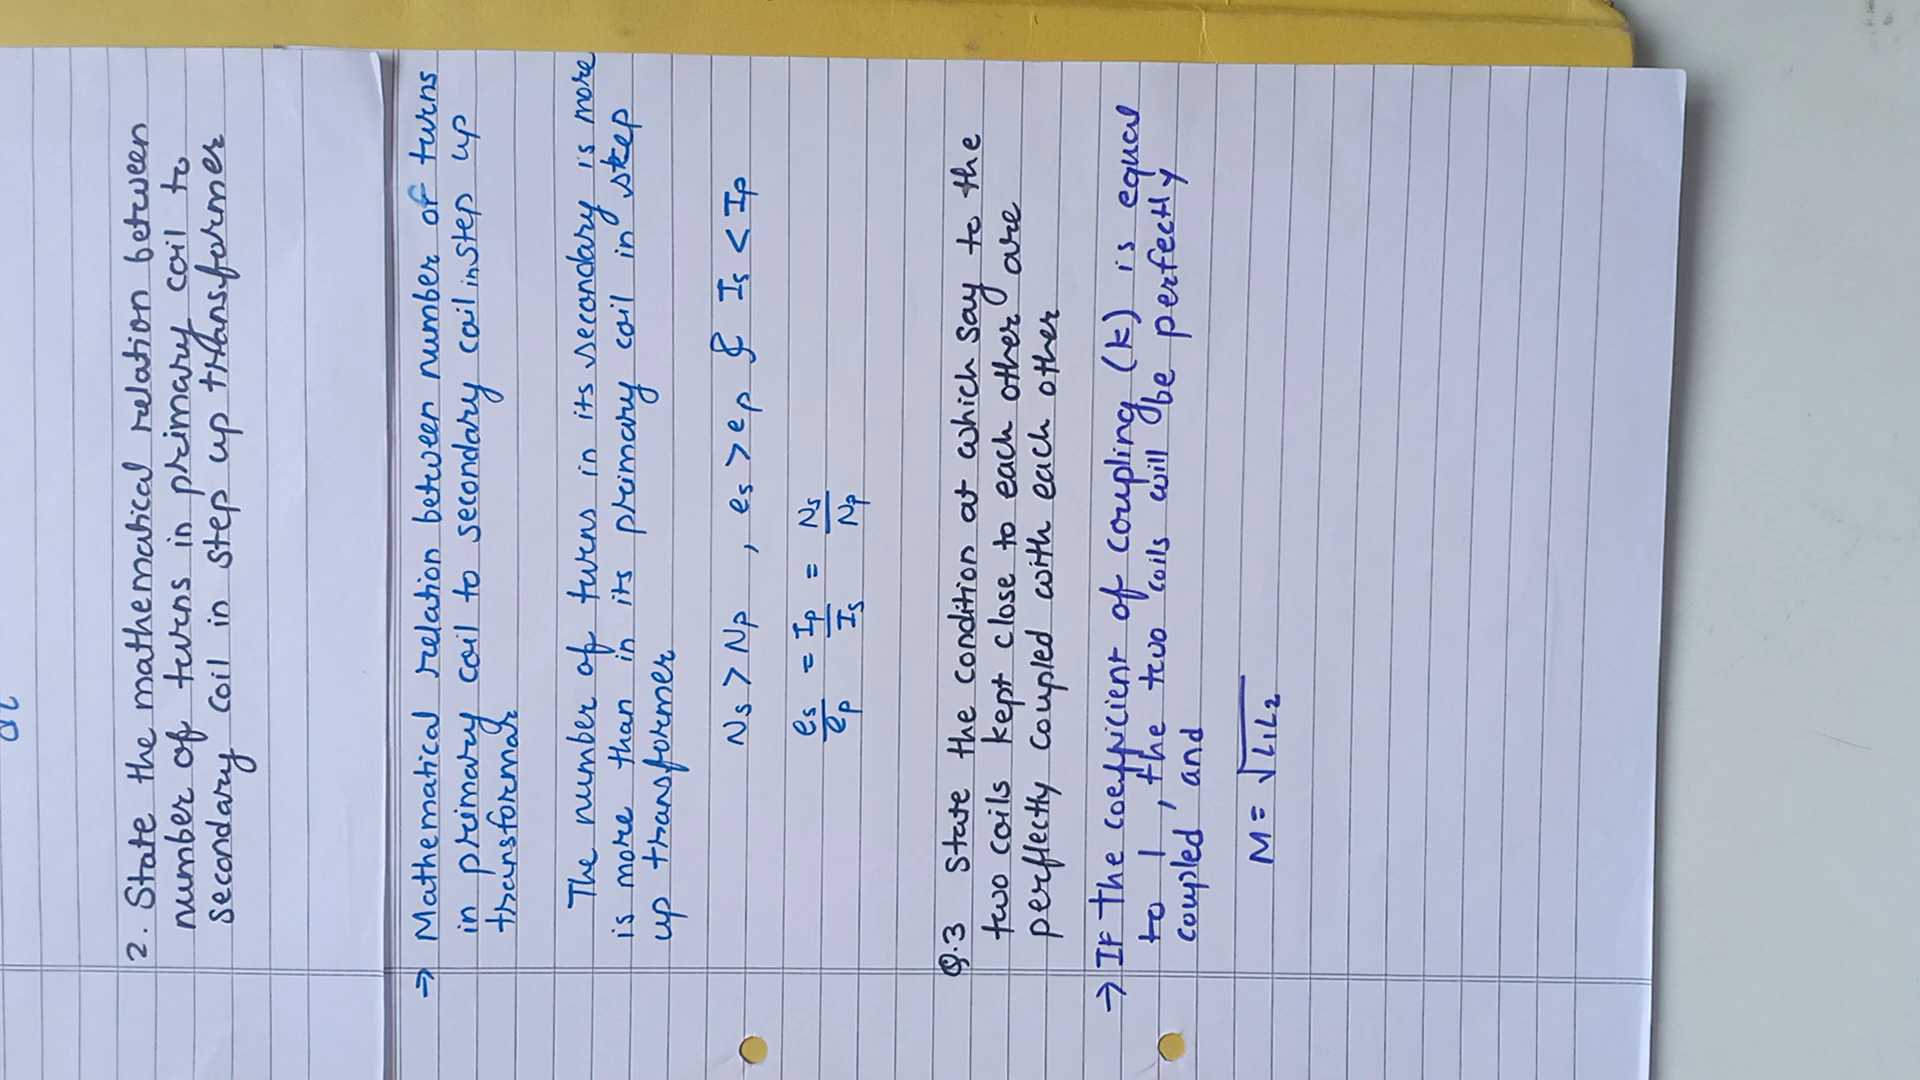 2. State the mathematical relation between
number of turns in primary coil to
secondary coil in step up transformer
→ Mathematical relation between number of turns
in primary coil to secondary coil in step up
transformar
The number of turns in its secondary is more
is more than in its primary coil in step
up transformer
Ns > Np , es > ep & Is < Ip
es/ep = Ip/Is = Ns/Np
Q.3 State the condition at which say to the
two coils kept close to each other are
perflectly coupled with each other
→ If the coefficient of coupling (k) is equal
to 1, the two coils will be perfectly
coupled, and
M = √L1L2